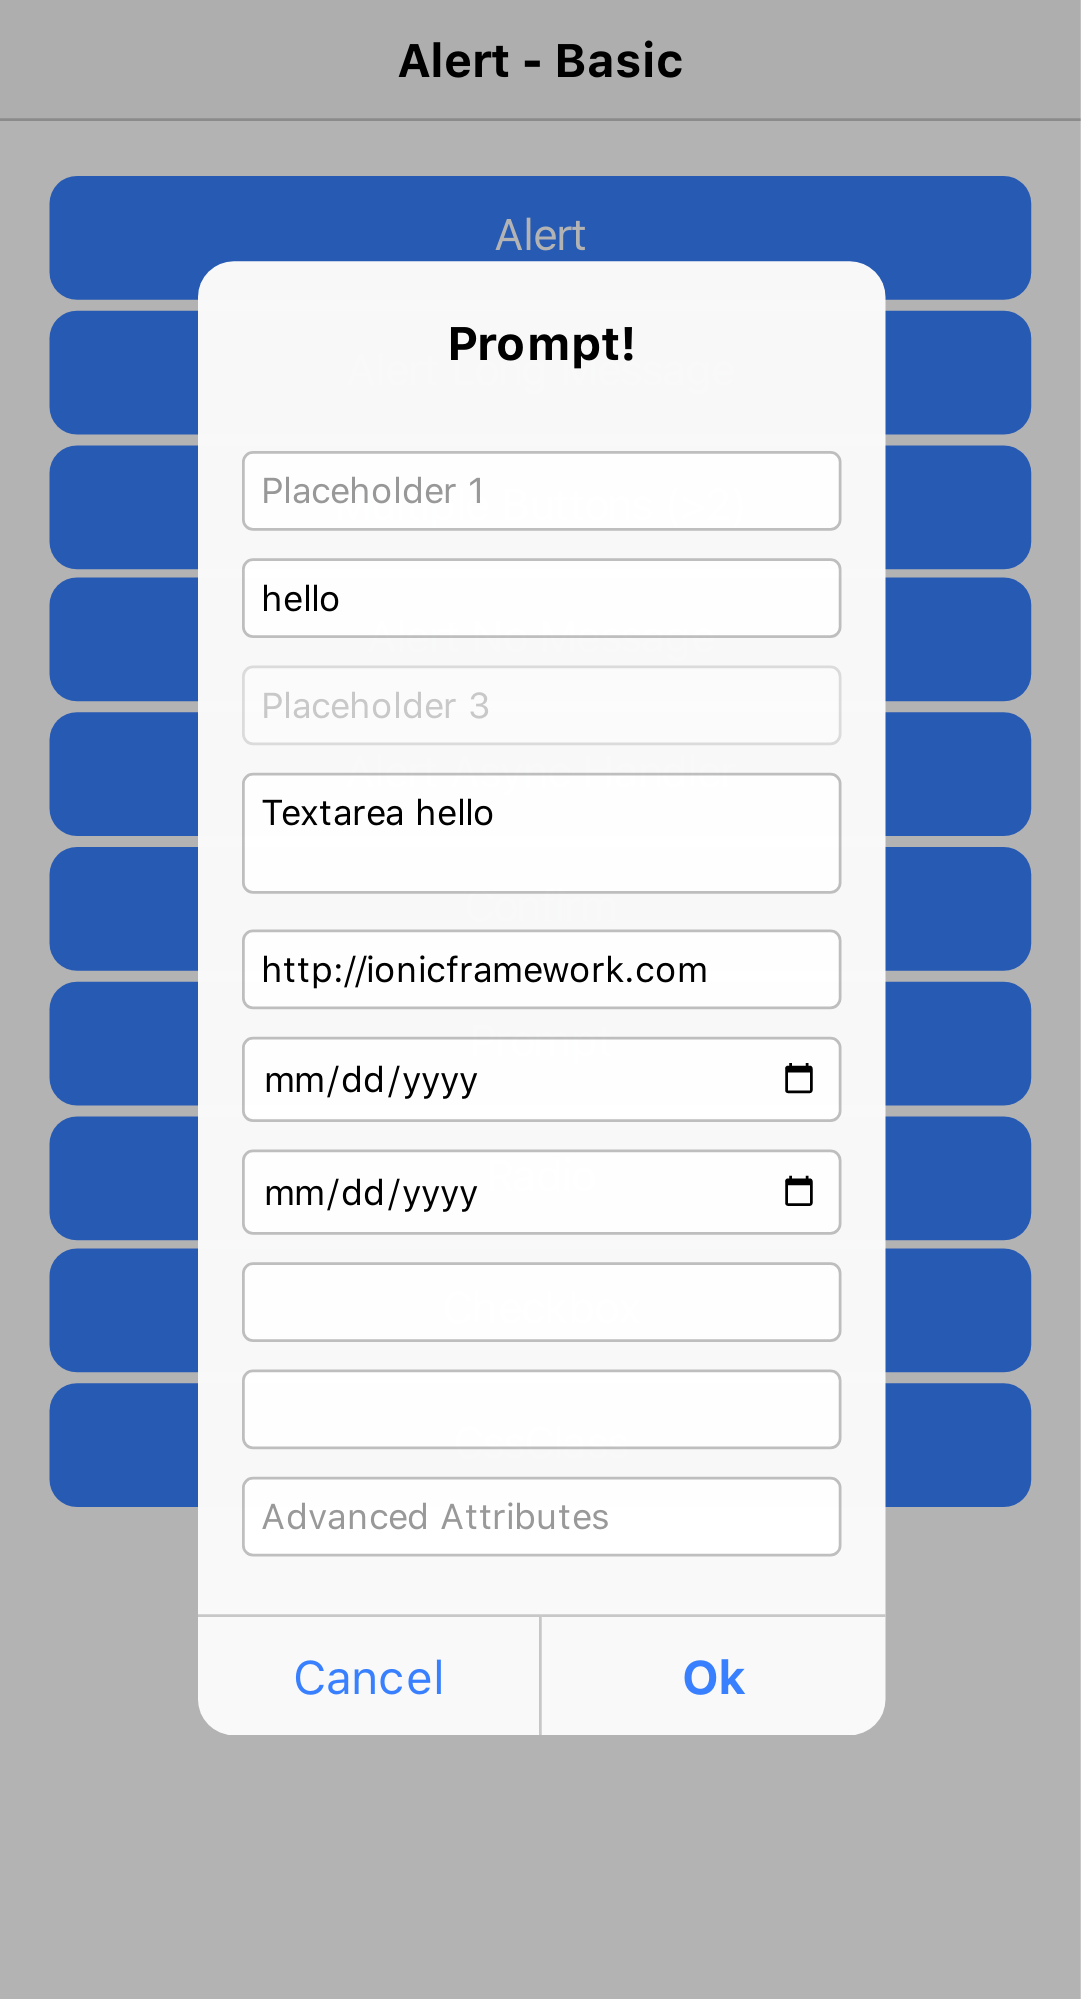 Alert - Basic
Alert
Prompt!
Placeholder 1
hello
Placeholder 3
Textarea hello
http://ionicframework.com
mm/dd/yyyy
mm/dd/yyyy
Advanced Attributes
Cancel
Ok